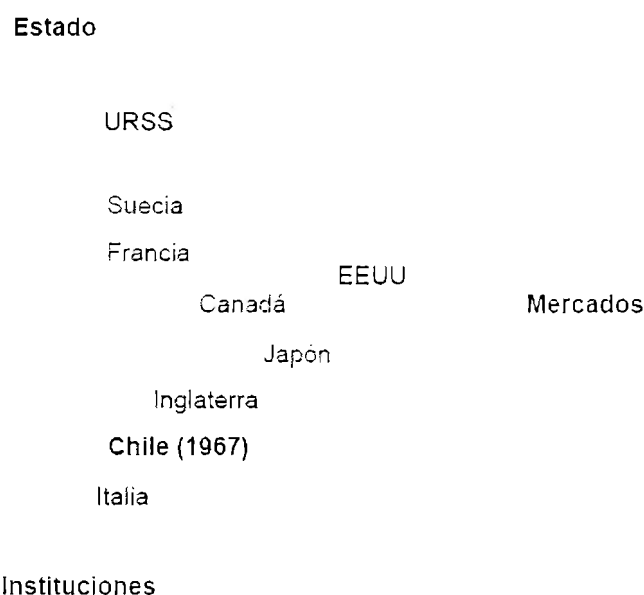 Estado
URSS
Suecia
Francia
EEUU
Canadá
Mercados
Japón
Inglaterra
Chile (1967)
Italia
Instituciones